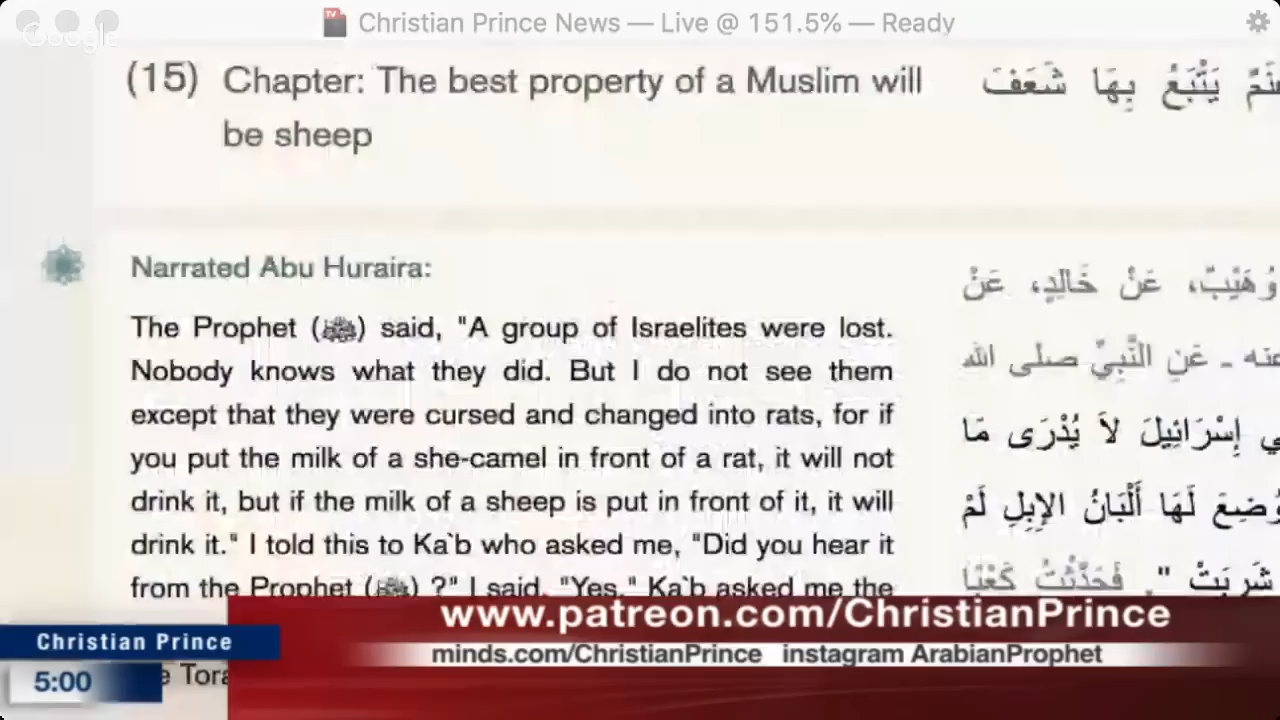 Google
TV
Christian Prince News — Live @ 151.5% — Ready
(15) Chapter: The best property of a Muslim will
be sheep
يَتْبَعُ بِهَا شَعَفَ
Narrated Abu Huraira:
The Prophet (ﷺ) said, "A group of Israelites were lost.
Nobody knows what they did. But I do not see them
except that they were cursed and changed into rats, for if
you put the milk of a she-camel in front of a rat, it will not
drink it, but if the milk of a sheep is put in front of it, it will
drink it." I told this to Ka`b who asked me, "Did you hear it
from the Prophet (ﷺ) ?" I said, "Yes." Ka`b asked me the
وُهَيْبٌ، عَنْ خَالِدٍ، عَنْ
عنه ـ عَنِ النَّبِيِّ صلى الله
إِسْرَائِيلَ لاَ يُدْرَى مَا
وُضِعَ لَهَا أَلْبَانُ الإِبِلِ لَمْ
شَرِبَتْ ". فَحَدَّثْتُ كَعْبًا
www.patreon.com/ChristianPrince
Christian Prince
minds.com/ChristianPrince instagram ArabianProphet
5:00
e Tora